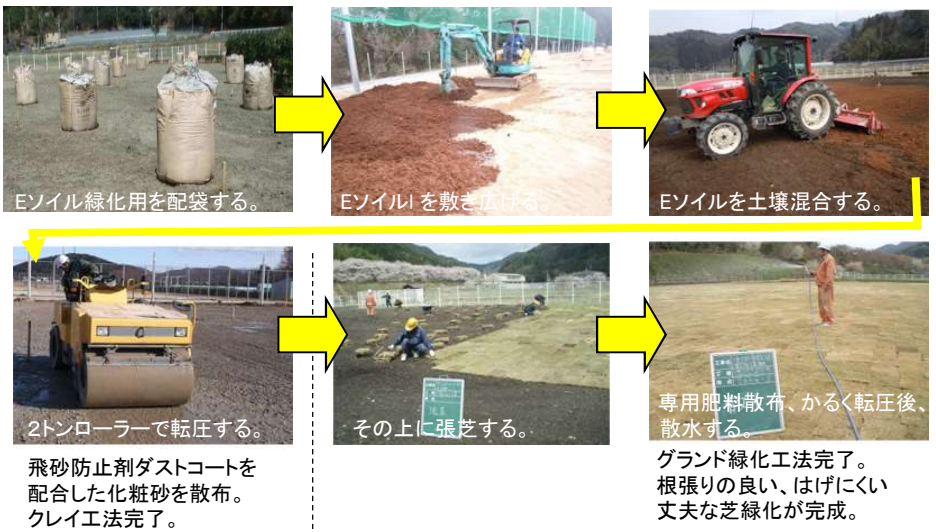 Eソイル緑化用を配袋する。
Eソイルl を敷き広げる。
Eソイルを土壌混合する。
2トンローラーで転圧する。
その上に張芝する。
専用肥料散布、かるく転圧後、
散水する。
飛砂防止剤ダストコートを
配合した化粧砂を散布。
クレイ工法完了。
グランド緑化工法完了。
根張りの良い、はげにくい
丈夫な芝緑化が完成。